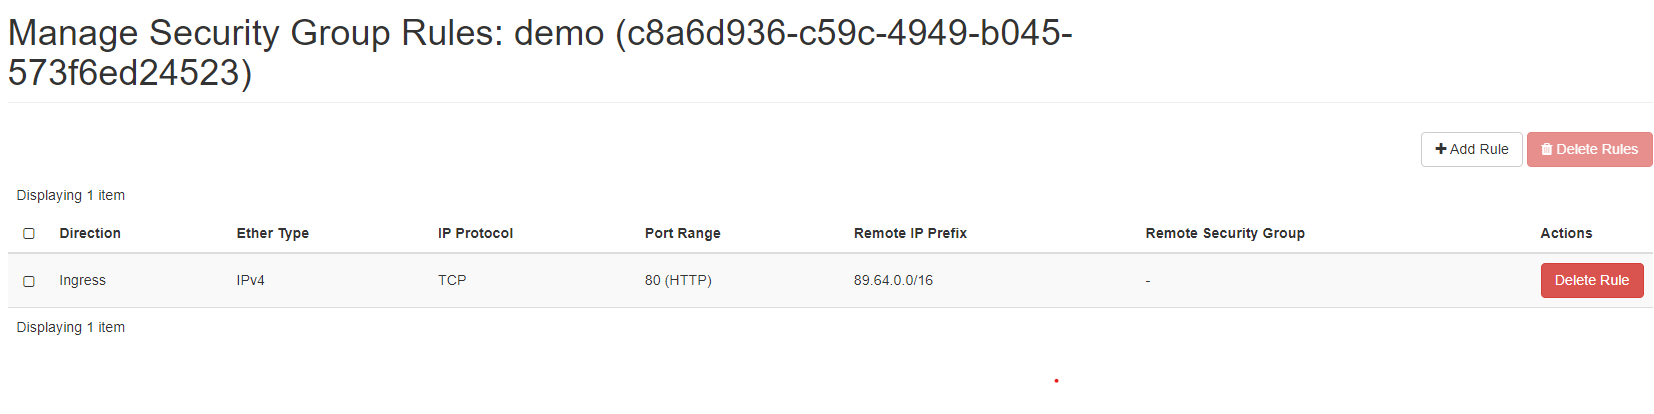 Manage Security Group Rules: demo (c8a6d936-c59c-4949-b045-
573f6ed24523)
Add Rule Delete Rules
Displaying 1 item
Direction Ether Type IP Protocol Port Range Remote IP Prefix Remote Security Group Actions
Ingress IPv4 TCP 80 (HTTP) 89.64.0.0/16 - Delete Rule
Displaying 1 item